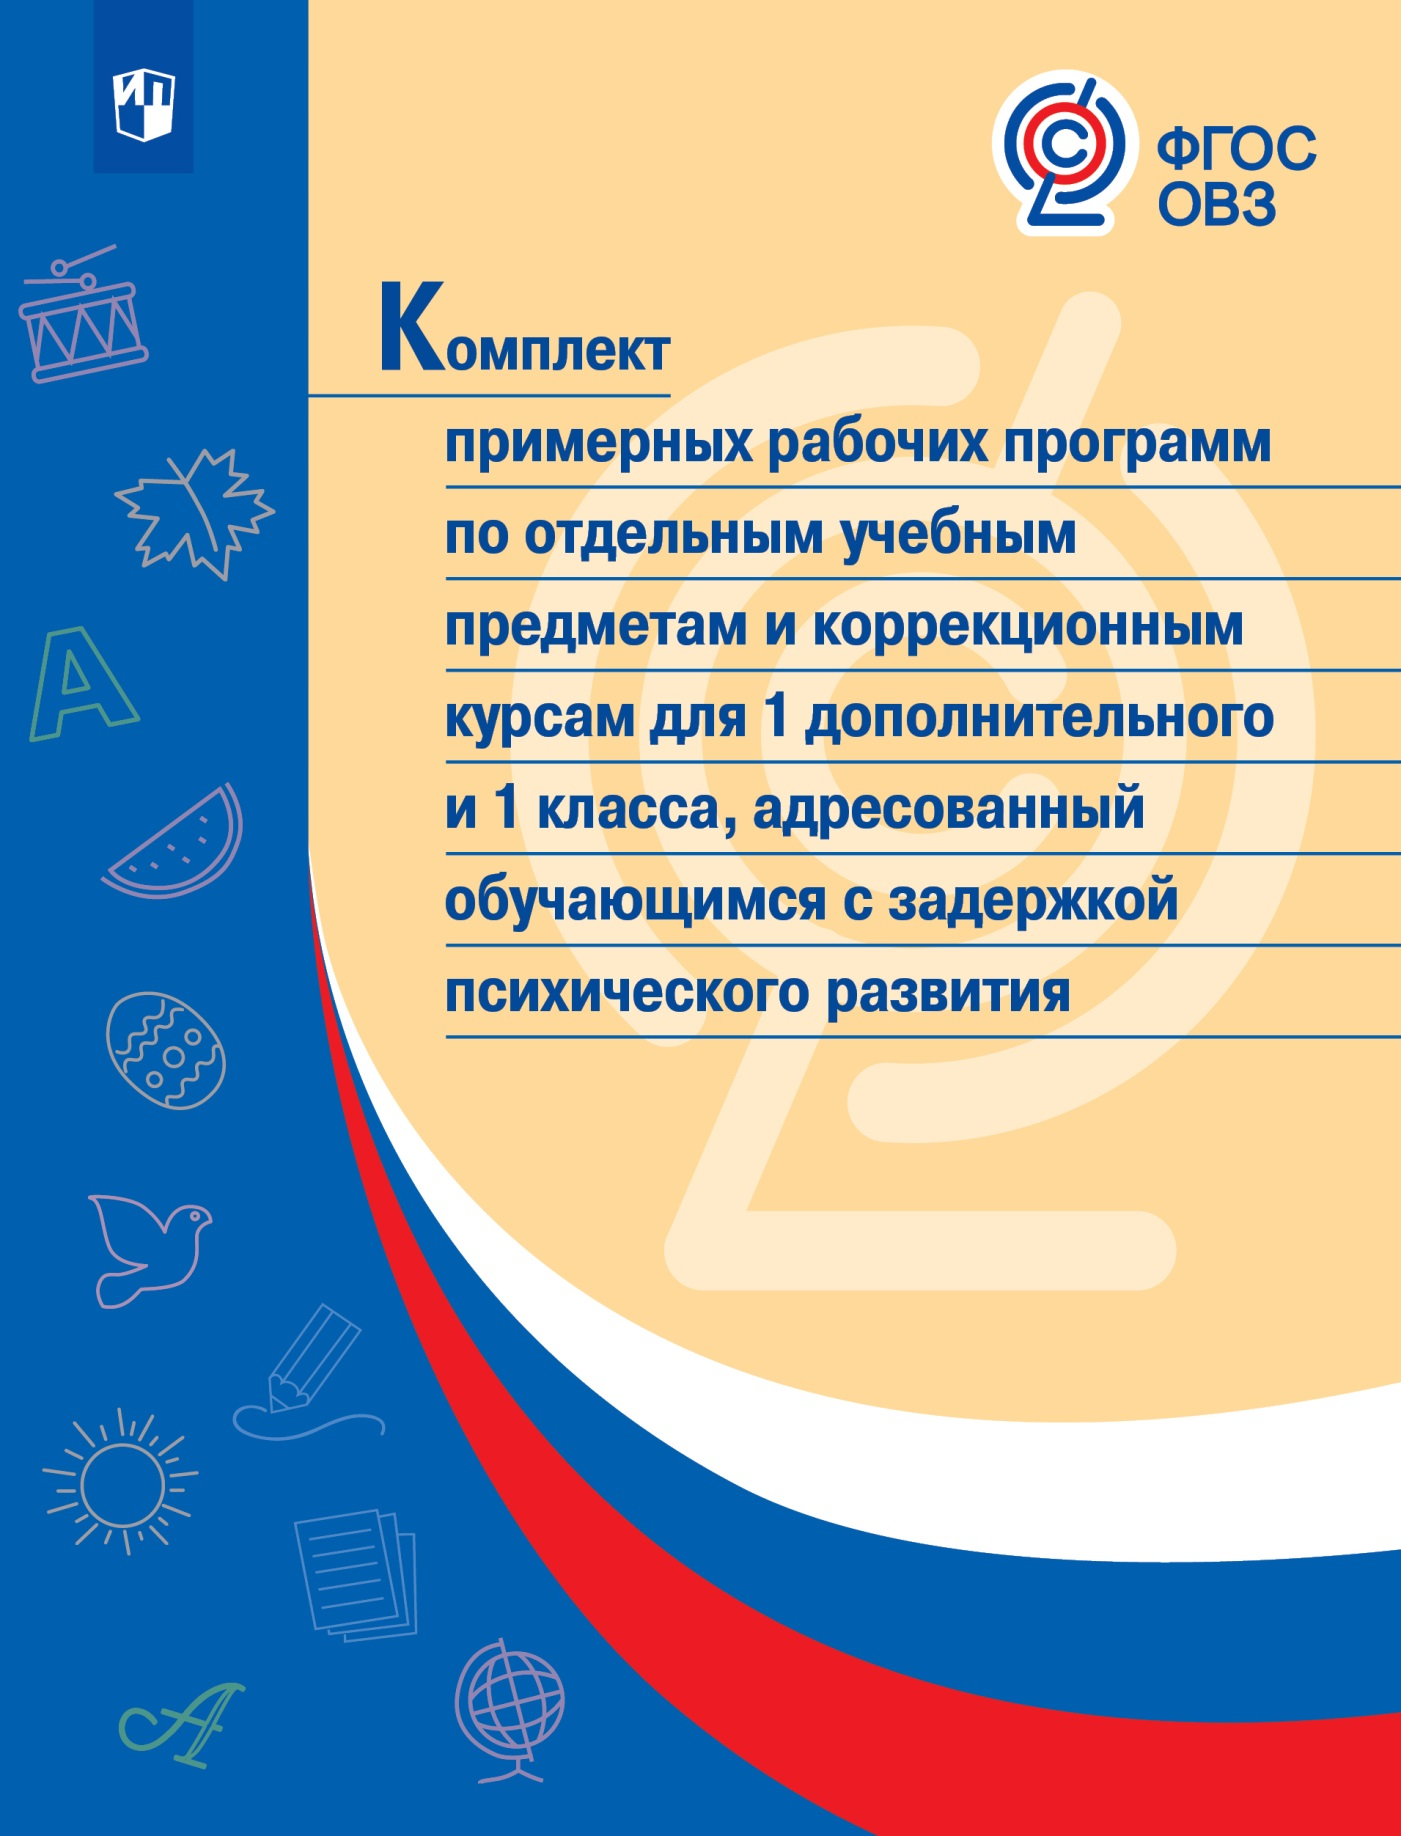 ИП
ФГОС
ОВЗ
Комплект
примерных рабочих программ
по отдельным учебным
предметам и коррекционным
курсам для 1 дополнительного
и 1 класса, адресованный
обучающимся с задержкой
психического развития
А
А